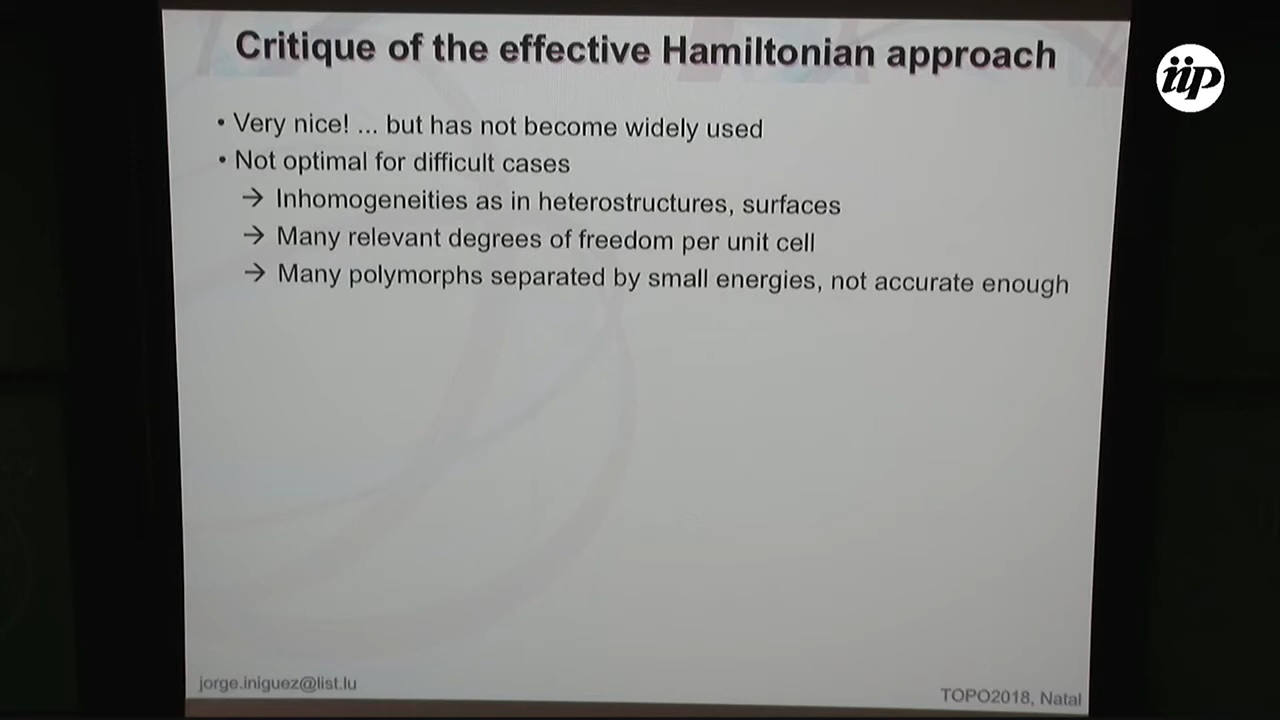 Critique of the effective Hamiltonian approach
iip
• Very nice! ... but has not become widely used
• Not optimal for difficult cases
→ Inhomogeneities as in heterostructures, surfaces
→ Many relevant degrees of freedom per unit cell
→ Many polymorphs separated by small energies, not accurate enough
jorge.iniguez@list.lu
TOPO2018, Natal